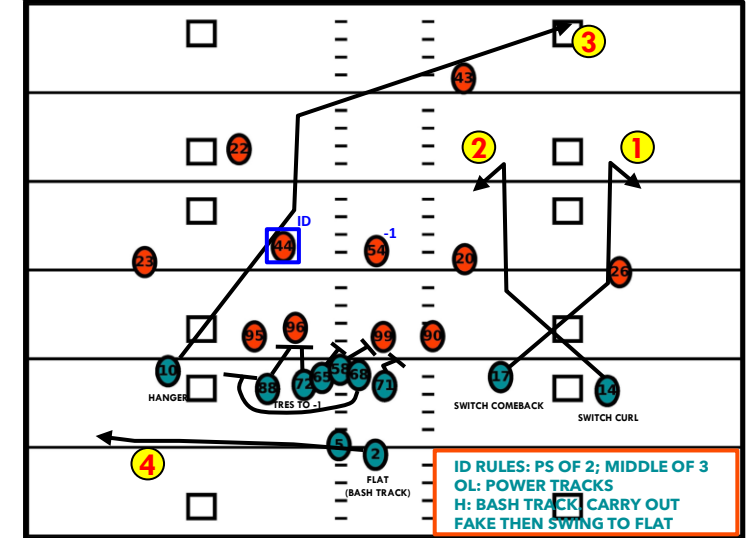 3
43
22
2
1
ID
44
-1
54
23
20
26
95
96
99
90
10
88
72
65
58
68
71
17
14
HANGER
TRES TO -1
SWITCH COMEBACK
SWITCH CURL
5
2
4
FLAT
(BASH TRACK)
ID RULES: PS OF 2; MIDDLE OF 3
OL: POWER TRACKS
H: BASH TRACK, CARRY OUT
FAKE THEN SWING TO FLAT